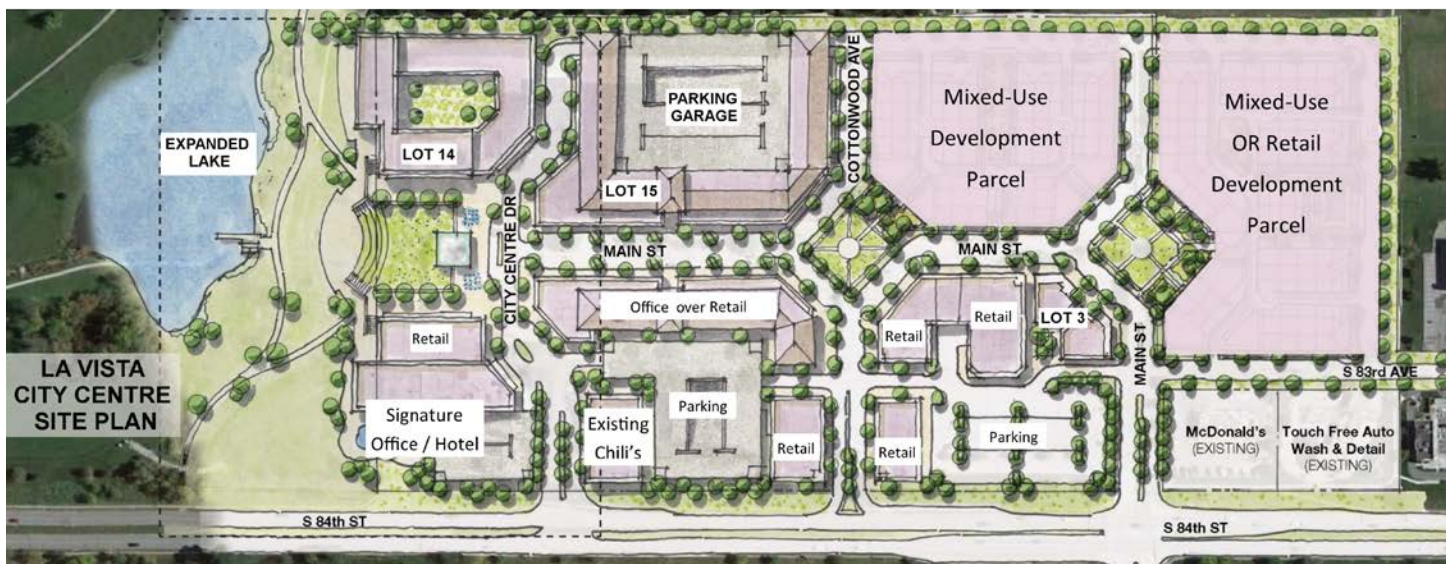 LA VISTA
CITY CENTRE
SITE PLAN
EXPANDED
LAKE
LOT 14
CITY CENTRE DR
PARKING
GARAGE
LOT 15
COTTONWOOD AVE
MAIN ST
Mixed-Use
Development
Parcel
MAIN ST
Mixed-Use
OR Retail
Development
Parcel
Office over Retail
Retail
Signature
Office / Hotel
Existing
Chili's
Parking
Retail
Retail
Retail
LOT 3
Retail
Parking
MAIN ST
S 83rd AVE
McDonald's
(EXISTING)
Touch Free Auto
Wash & Detail
(EXISTING)
S 84th ST
S 84th ST